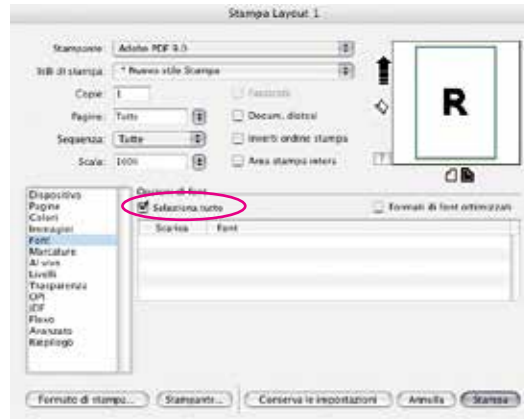 Stampa Layout 1
Stampante: Adobe PDF 9.0
Stili di stampa: * Nuovo stile Stampa
Copie: 1 Fascicola
Pagine: Tutte Docum. distesi
Sequenza: Tutte Inverti ordine stampa
Scala: 100% Area stampa intera
R
Opzioni di font
Seleziona tutto Formati di font ottimizzati
Scarica Font
Dispositivo
Pagine
Colori
Immagini
Font
Marcature
Al vivo
Livelli
Trasparenza
OPI
JDF
Flusso
Avanzato
Riepilogo
Formato di stampa... Stampante... Conserva le impostazioni Annulla Stampa